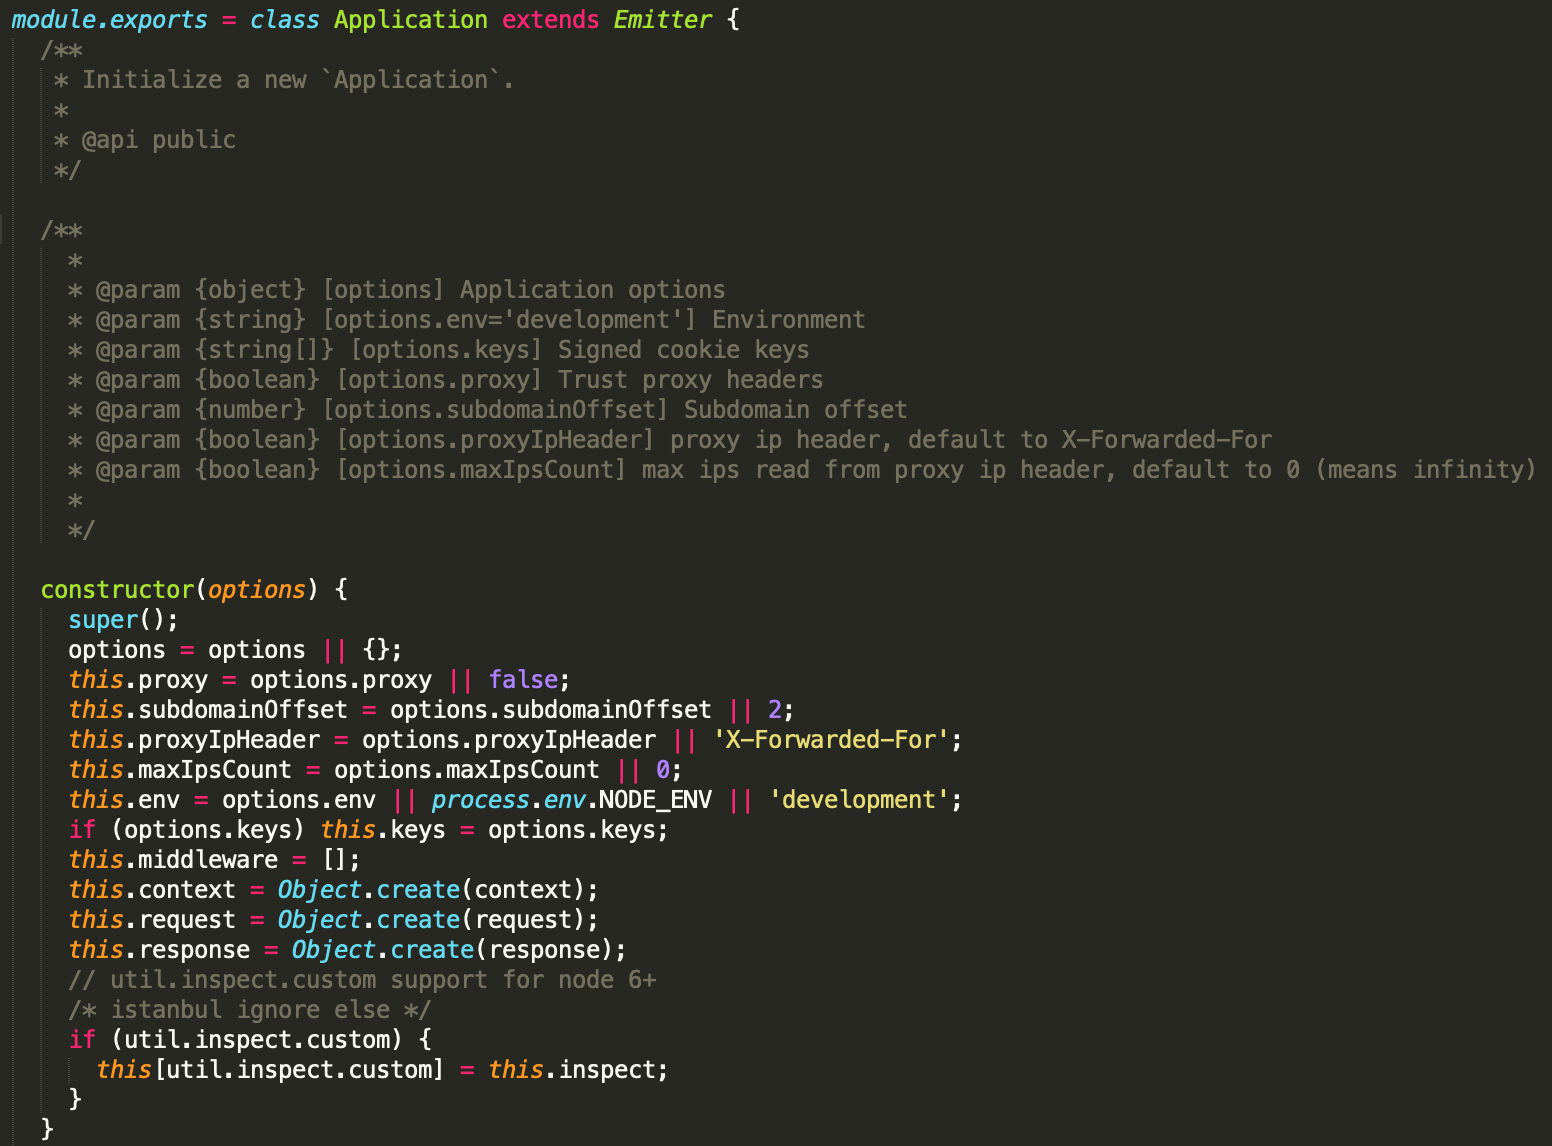 module.exports = class Application extends Emitter {
  /**
   * Initialize a new `Application`.
   *
   * @api public
   */

  /**
    *
    * @param {object} [options] Application options
    * @param {string} [options.env='development'] Environment
    * @param {string[]} [options.keys] Signed cookie keys
    * @param {boolean} [options.proxy] Trust proxy headers
    * @param {number} [options.subdomainOffset] Subdomain offset
    * @param {boolean} [options.proxyIpHeader] proxy ip header, default to X-Forwarded-For
    * @param {boolean} [options.maxIpsCount] max ips read from proxy ip header, default to 0 (means infinity)
    *
    */

  constructor(options) {
    super();
    options = options || {};
    this.proxy = options.proxy || false;
    this.subdomainOffset = options.subdomainOffset || 2;
    this.proxyIpHeader = options.proxyIpHeader || 'X-Forwarded-For';
    this.maxIpsCount = options.maxIpsCount || 0;
    this.env = options.env || process.env.NODE_ENV || 'development';
    if (options.keys) this.keys = options.keys;
    this.middleware = [];
    this.context = Object.create(context);
    this.request = Object.create(request);
    this.response = Object.create(response);
    // util.inspect.custom support for node 6+
    /* istanbul ignore else */
    if (util.inspect.custom) {
      this[util.inspect.custom] = this.inspect;
    }
  }